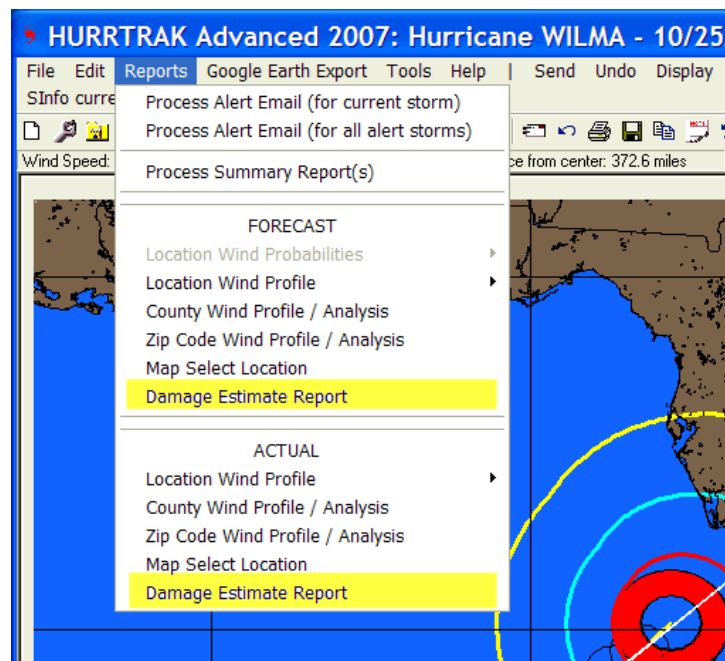 HURRTRAK Advanced 2007: Hurricane WILMA - 10/25
File Edit Reports Google Earth Export Tools Help | Send Undo Display
SInfo curre
Wind Speed:
ce from center: 372.6 miles
Process Alert Email (for current storm)
Process Alert Email (for all alert storms)
Process Summary Report(s)
FORECAST
Location Wind Probabilities
Location Wind Profile
County Wind Profile / Analysis
Zip Code Wind Profile / Analysis
Map Select Location
Damage Estimate Report
ACTUAL
Location Wind Profile
County Wind Profile / Analysis
Zip Code Wind Profile / Analysis
Map Select Location
Damage Estimate Report